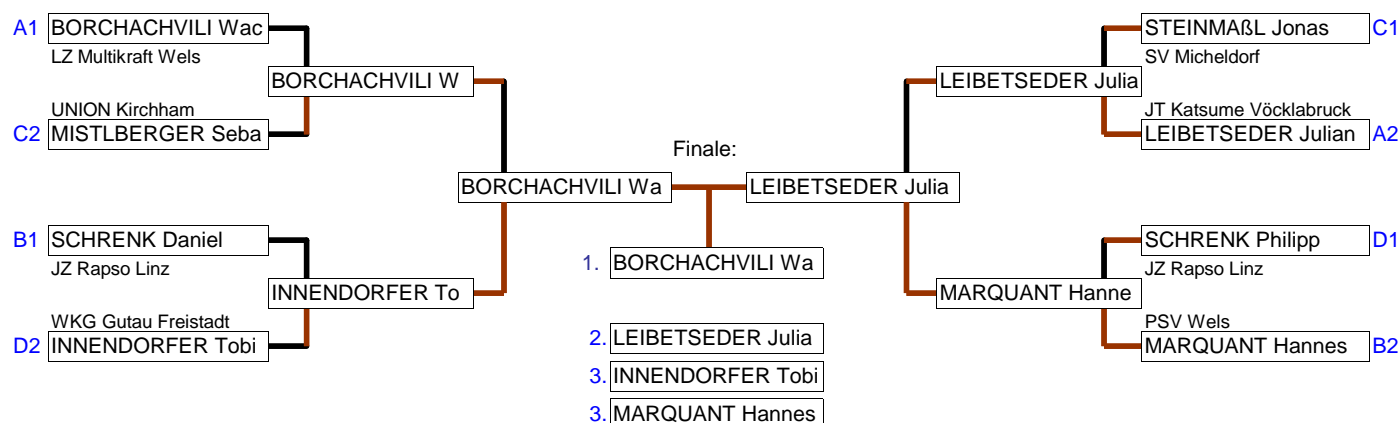 A1 BORCHACHVILI Wac
LZ Multikraft Wels
BORCHACHVILI W
UNION Kirchham
C2 MISTLBERGER Seba
BORCHACHVILI Wa
B1 SCHRENK Daniel
JZ Rapso Linz
INNENDORFER To
WKG Gutau Freistadt
D2 INNENDORFER Tobi
Finale:
1. BORCHACHVILI Wa
2. LEIBETSEDER Julia
3. INNENDORFER Tobi
3. MARQUANT Hannes
STEINMAßL Jonas C1
SV Micheldorf
LEIBETSEDER Julia
JT Katsume Vöcklabruck
LEIBETSEDER Julian A2
LEIBETSEDER Julia
SCHRENK Philipp D1
JZ Rapso Linz
MARQUANT Hanne
PSV Wels
MARQUANT Hannes B2